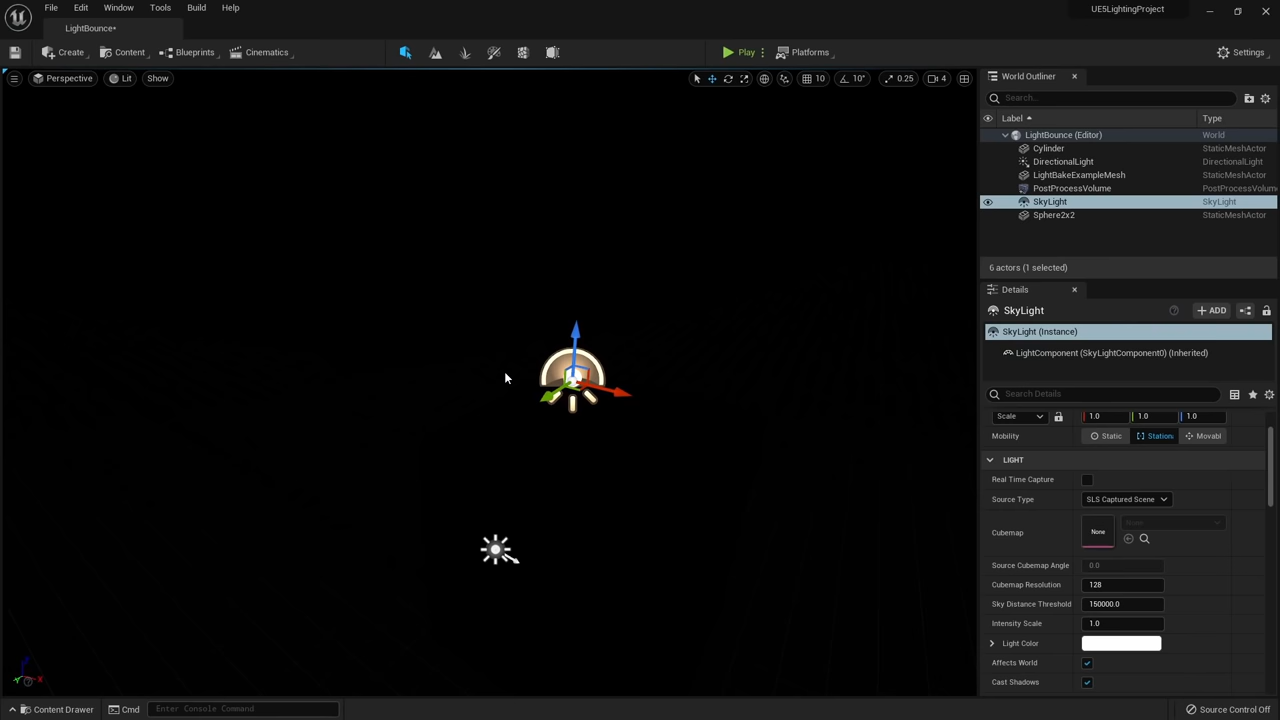 File Edit Window Tools Build Help
UE5LightingProject
LightBounce•
Create Content Blueprints Cinematics Play Platforms Settings
Perspective Lit Show 10 10° 0.25 4
World Outliner
Search...
Label Type
LightBounce (Editor) World
Cylinder StaticMeshActor
DirectionalLight DirectionalLight
LightBakeExampleMesh StaticMeshActor
PostProcessVolume PostProcessVolum
SkyLight SkyLight
Sphere2x2 StaticMeshActor
6 actors (1 selected)
Details
SkyLight ADD
SkyLight (Instance)
LightComponent (SkyLightComponent0) (Inherited)
Search Details
Scale 1.0 1.0 1.0
Mobility Static Stationa Movabl
LIGHT
Real Time Capture
Source Type SLS Captured Scene
Cubemap None None
Source Cubemap Angle 0.0
Cubemap Resolution 128
Sky Distance Threshold 150000.0
Intensity Scale 1.0
Light Color
Affects World
Cast Shadows
Content Drawer Cmd Enter Console Command Source Control Off